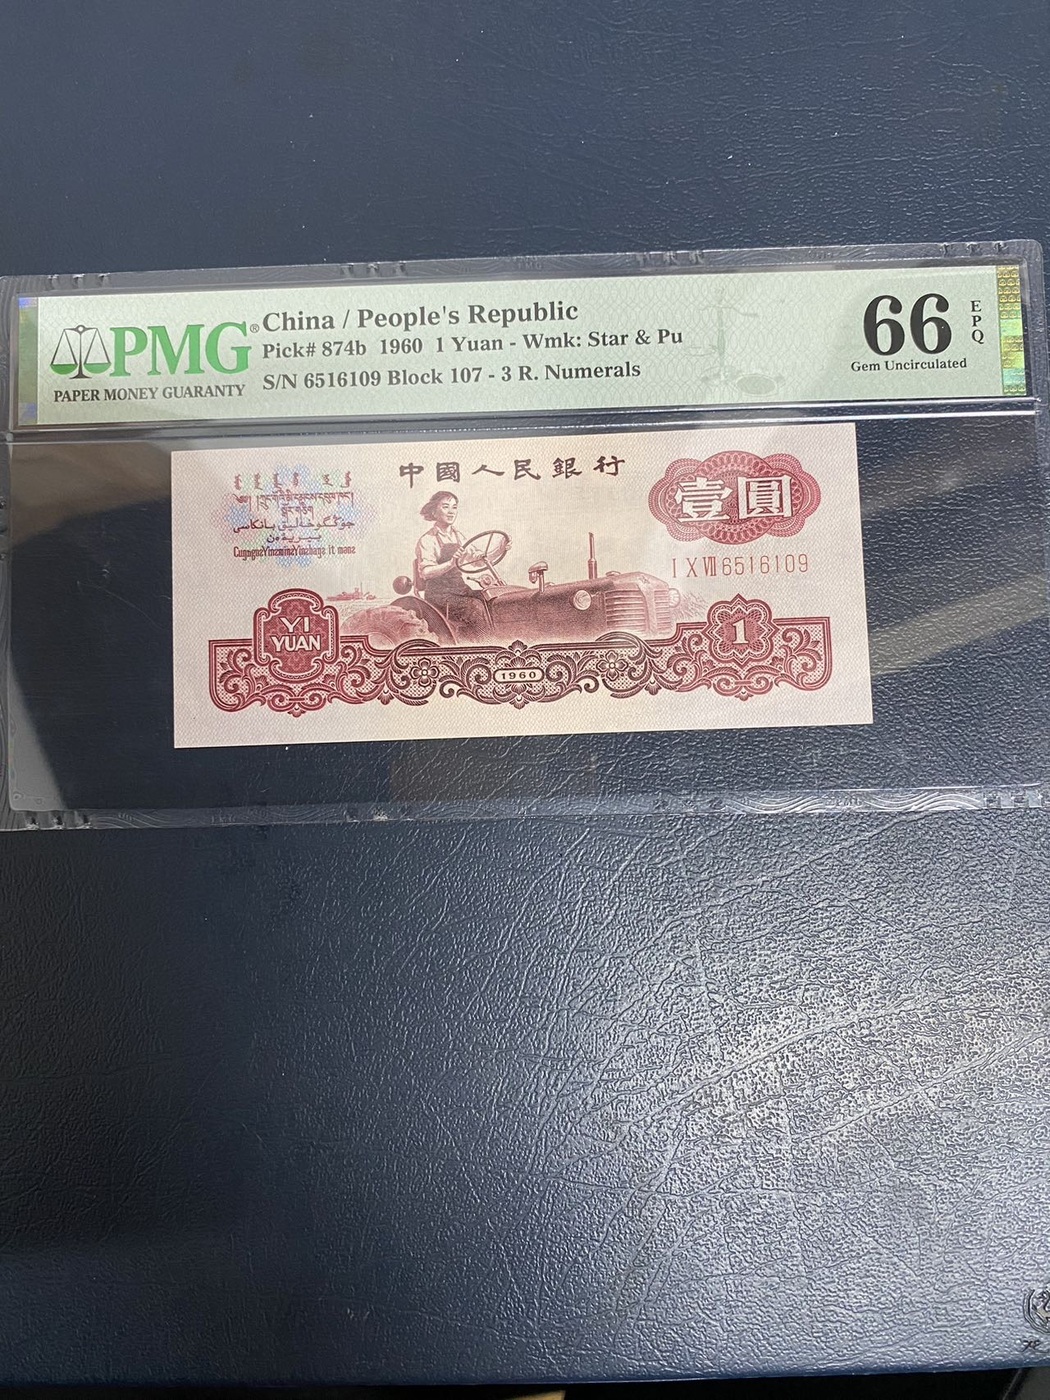 PMG®
PAPER MONEY GUARANTY
China / People's Republic
Pick# 874b 1960 1 Yuan - Wmk: Star & Pu
S/N 6516109 Block 107 - 3 R. Numerals
66
EPQ
Gem Uncirculated
中國人民銀行
壹圓
I X VII 6516109
YI
YUAN
1960
1